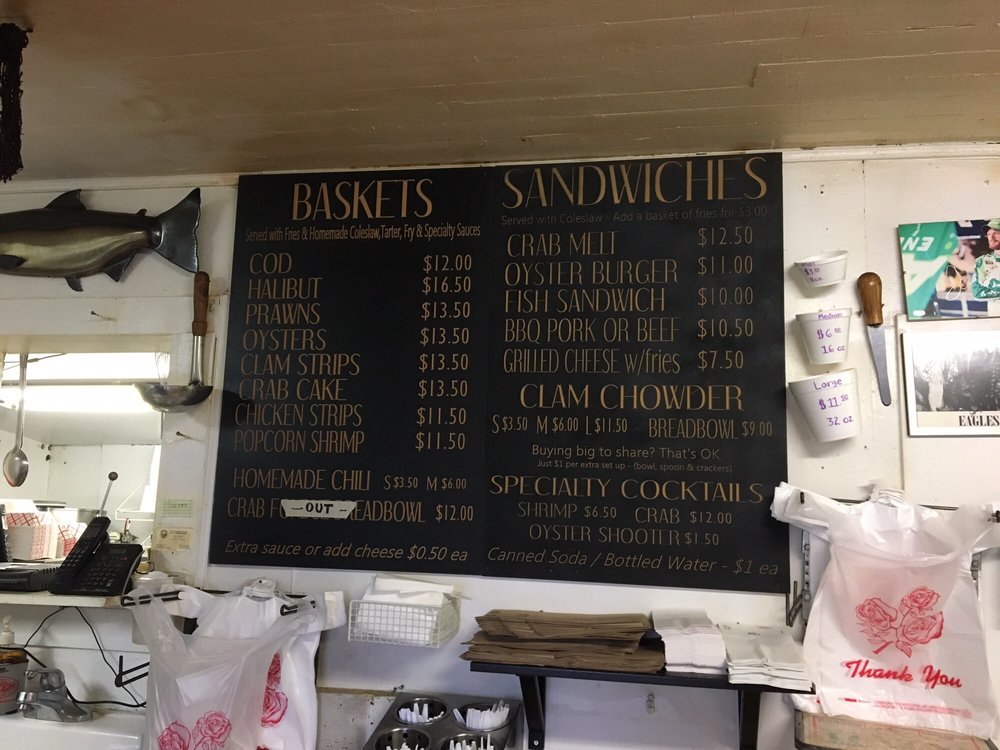 BASKETS
Served with Fries & Homemade Coleslaw,Tarter, Fry & Specialty Sauces
COD $12.00
HALIBUT $16.50
PRAWNS $13.50
OYSTERS $13.50
CLAM STRIPS $13.50
CRAB CAKE $13.50
CHICKEN STRIPS $11.50
POPCORN SHRIMP $11.50
HOMEMADE CHILI S $3.50 M $6.00
CRAB F OUT EADBOWL $12.00
Extra sauce or add cheese $0.50 ea
SANDWICHES
Served with Coleslaw - Add a basket of fries for $3.00
CRAB MELT $12.50
OYSTER BURGER $11.00
FISH SANDWICH $10.00
BBQ PORK OR BEEF $10.50
GRILLED CHEESE w/fries $7.50
CLAM CHOWDER
S $3.50 M $6.00 L $11.50 BREADBOWL $9.00
Buying big to share? That's OK.
Just $1 per extra set up - (bowl, spoon & crackers)
SPECIALTY COCKTAILS
SHRIMP $6.50 CRAB $12.00
OYSTER SHOOTER $1.50
Canned Soda / Bottled Water - $1 ea
Medium
$6.00
16 oz
Large
$11.50
32 oz
EAGLES
Thank You